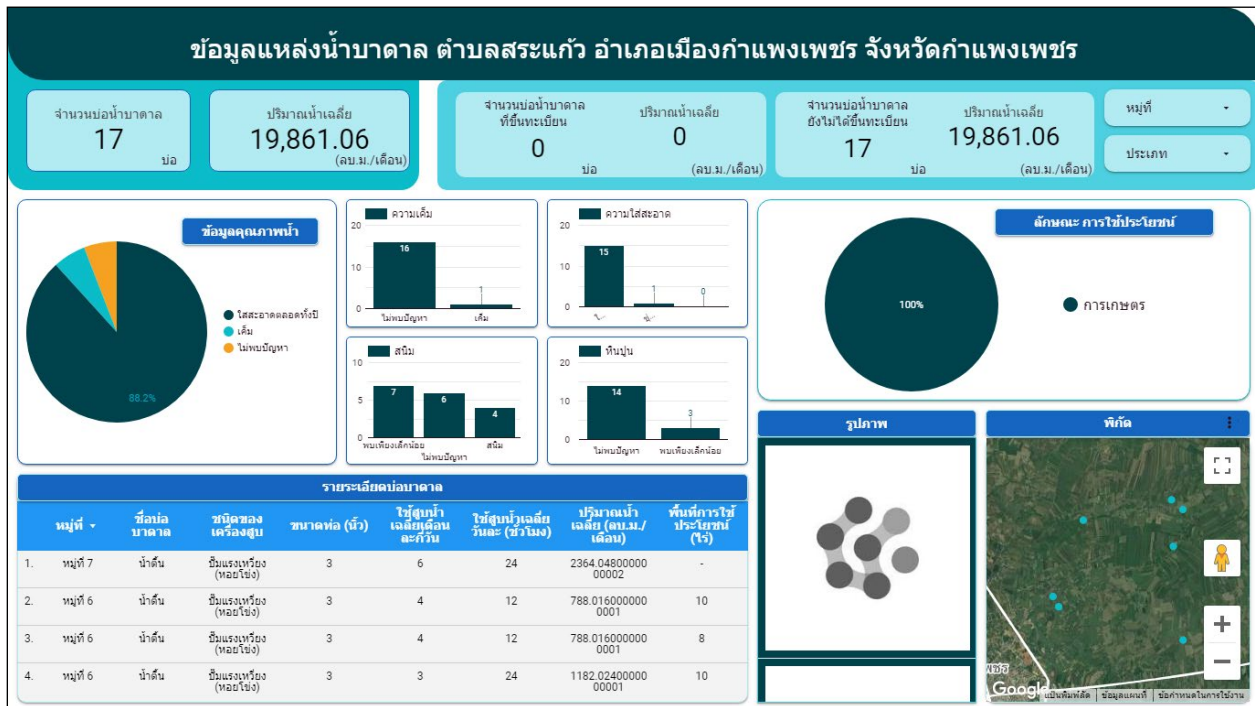 ข้อมูลแหล่งน้ำบาดาล ตำบลสระแก้ว อำเภอเมืองกำแพงเพชร จังหวัดกำแพงเพชร
จำนวนบ่อน้ำบาดาล
17
บ่อ
ปริมาณน้ำเฉลี่ย
19,861.06
(ลบ.ม./เดือน)
จำนวนบ่อน้ำบาดาล
ที่ขึ้นทะเบียน
0
บ่อ
ปริมาณน้ำเฉลี่ย
0
(ลบ.ม./เดือน)
จำนวนบ่อน้ำบาดาล
ยังไม่ได้ขึ้นทะเบียน
17
บ่อ
ปริมาณน้ำเฉลี่ย
19,861.06
(ลบ.ม./เดือน)
หมู่ที่
ประเภท
ข้อมูลคุณภาพน้ำ
88.2%
ใสสะอาดตลอดทั้งปี
เค็ม
ไม่พบปัญหา
ความเค็ม
20
10
0
16
1
ไม่พบปัญหา เค็ม
ความใส่สะอาด
20
10
0
15
1
0
ใ... ขุ...
สนิม
10
5
0
7
6
4
พบเพียงเล็กน้อย
ไม่พบปัญหา
สนิม
หินปูน
20
10
0
14
3
ไม่พบปัญหา พบเพียงเล็กน้อย
ลักษณะ การใช้ประโยชน์
100%
การเกษตร
รายระเอียดบ่อบาดาล
หมู่ที่ ชื่อบ่อบาดาล ชนิดของเครื่องสูบ ขนาดท่อ (นิ้ว) ใช้สูบน้ำเฉลี่ยเดือนละกี่วัน ใช้สูบน้ำเฉลี่ยวันละ (ชั่วโมง) ปริมาณน้ำเฉลี่ย (ลบ.ม./เดือน) พื้นที่การใช้ประโยชน์ (ไร่)
1. หมู่ที่ 7 น้ำตื้น ปั๊มแรงเหวี่ยง (หอยโข่ง) 3 6 24 2364.0480000000002 -
2. หมู่ที่ 6 น้ำตื้น ปั๊มแรงเหวี่ยง (หอยโข่ง) 3 4 12 788.0160000000001 10
3. หมู่ที่ 6 น้ำตื้น ปั๊มแรงเหวี่ยง (หอยโข่ง) 3 4 12 788.0160000000001 8
4. หมู่ที่ 6 น้ำตื้น ปั๊มแรงเหวี่ยง (หอยโข่ง) 3 3 24 1182.0240000000001 10
รูปภาพ
พิกัด
พชร
Google
แป้นพิมพ์ลัด ข้อมูลแผนที่ ข้อกำหนดในการใช้งาน